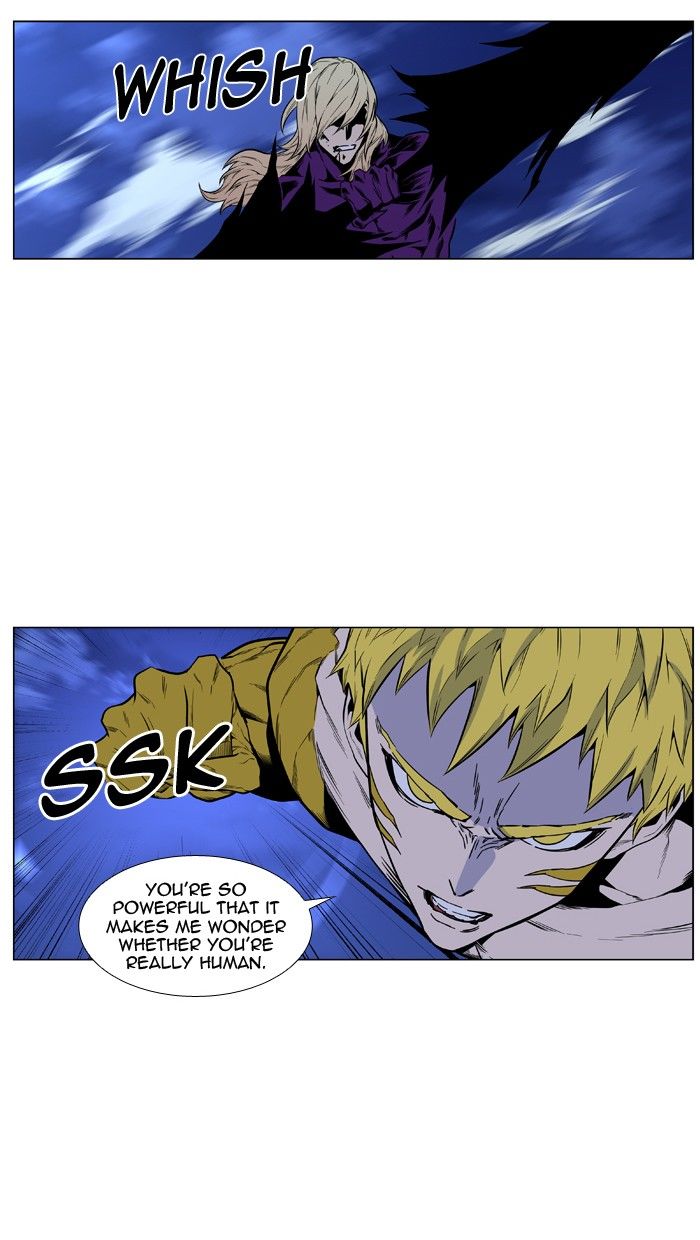 WHISH
SSK
YOU'RE SO
POWERFUL THAT IT
MAKES ME WONDER
WHETHER YOU'RE
REALLY HUMAN.